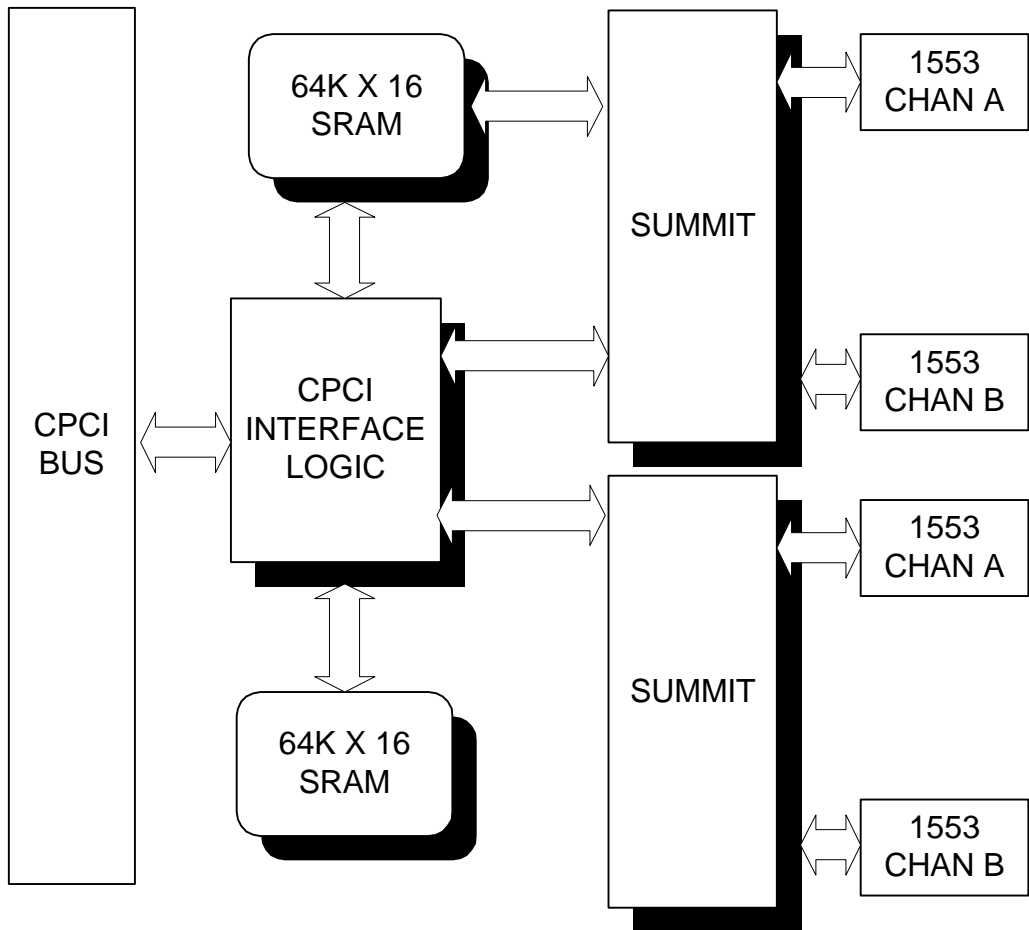 CPCI
BUS
64K X 16
SRAM
CPCI
INTERFACE
LOGIC
64K X 16
SRAM
SUMMIT
SUMMIT
1553
CHAN A
1553
CHAN B
1553
CHAN A
1553
CHAN B